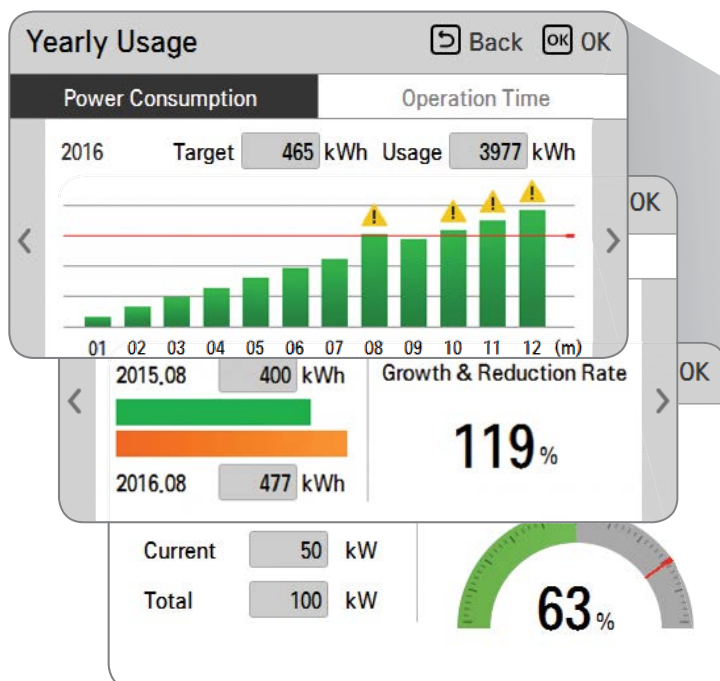 Yearly Usage Back OK OK
Power Consumption Operation Time
2016 Target 465 kWh Usage 3977 kWh
OK
01 02 03 04 05 06 07 08 09 10 11 12 (m)
2015.08 400 kWh Growth & Reduction Rate OK
119%
2016.08 477 kWh
Current 50 kW
Total 100 kW 63%